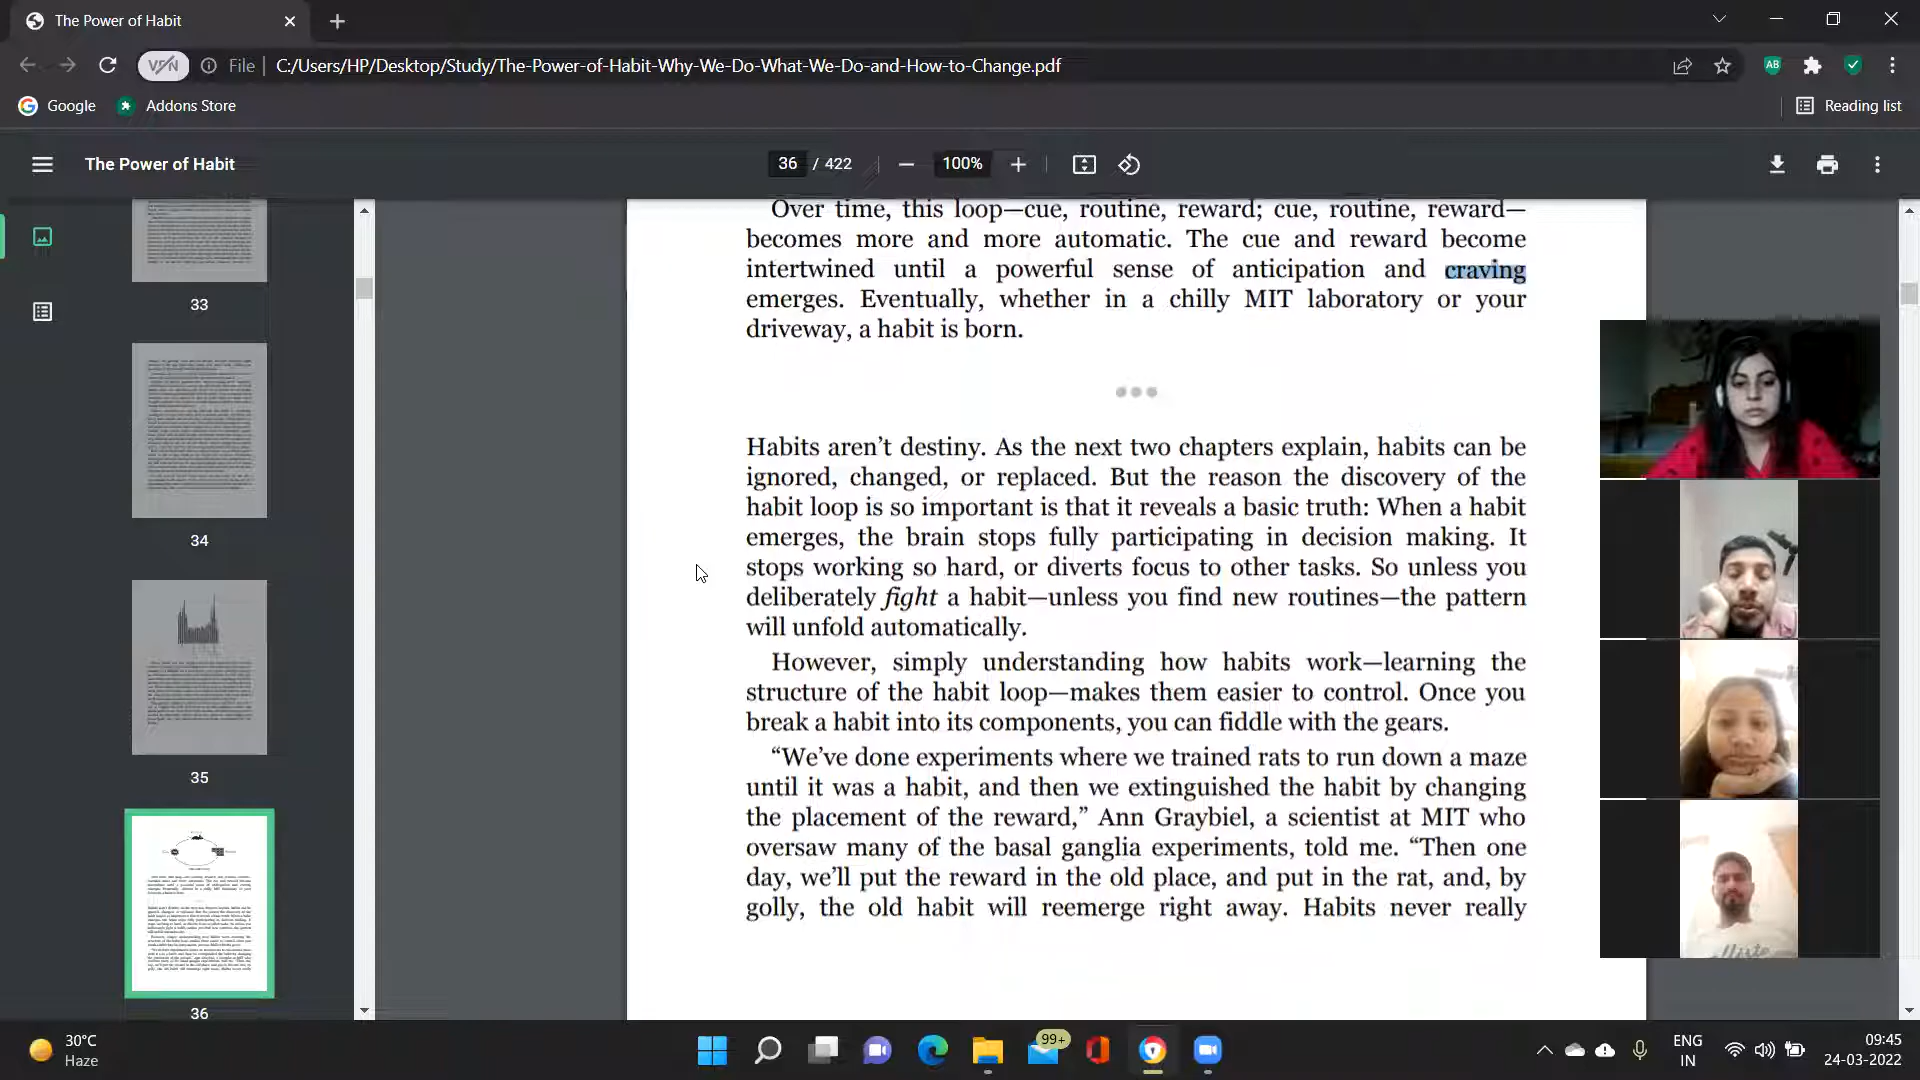 The Power of Habit
VPN
File
C:/Users/HP/Desktop/Study/The-Power-of-Habit-Why-We-Do-What-We-Do-and-How-to-Change.pdf
AB
Google
Addons Store
Reading list
The Power of Habit
36 / 422
100%
33
34
35
36
Over time, this loop—cue, routine, reward; cue, routine, reward—
becomes more and more automatic. The cue and reward become
intertwined until a powerful sense of anticipation and craving
emerges. Eventually, whether in a chilly MIT laboratory or your
driveway, a habit is born.
Habits aren’t destiny. As the next two chapters explain, habits can be
ignored, changed, or replaced. But the reason the discovery of the
habit loop is so important is that it reveals a basic truth: When a habit
emerges, the brain stops fully participating in decision making. It
stops working so hard, or diverts focus to other tasks. So unless you
deliberately fight a habit—unless you find new routines—the pattern
will unfold automatically.
However, simply understanding how habits work—learning the
structure of the habit loop—makes them easier to control. Once you
break a habit into its components, you can fiddle with the gears.
“We’ve done experiments where we trained rats to run down a maze
until it was a habit, and then we extinguished the habit by changing
the placement of the reward,” Ann Graybiel, a scientist at MIT who
oversaw many of the basal ganglia experiments, told me. “Then one
day, we’ll put the reward in the old place, and put in the rat, and, by
golly, the old habit will reemerge right away. Habits never really
30°C
Haze
99+
ENG
IN
09:45
24-03-2022